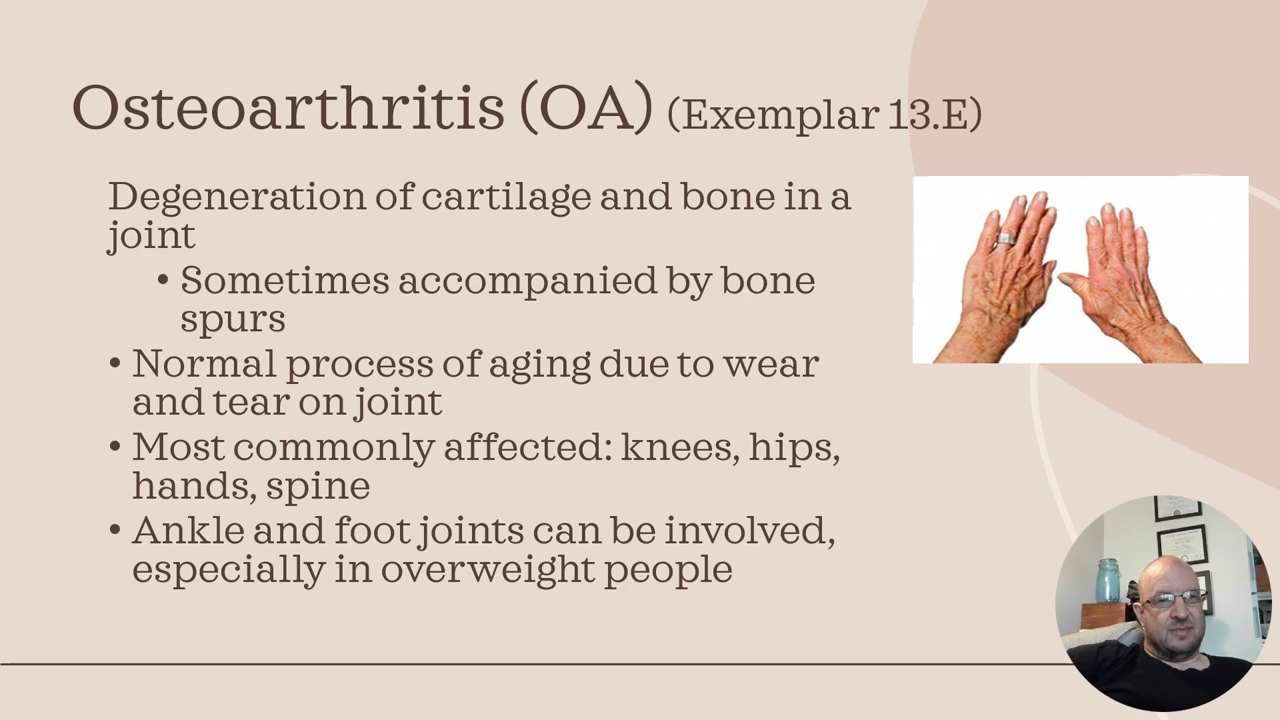 Osteoarthritis (OA) (Exemplar 13.E)
Degeneration of cartilage and bone in a
joint
• Sometimes accompanied by bone
spurs
• Normal process of aging due to wear
and tear on joint
• Most commonly affected: knees, hips,
hands, spine
• Ankle and foot joints can be involved,
especially in overweight people